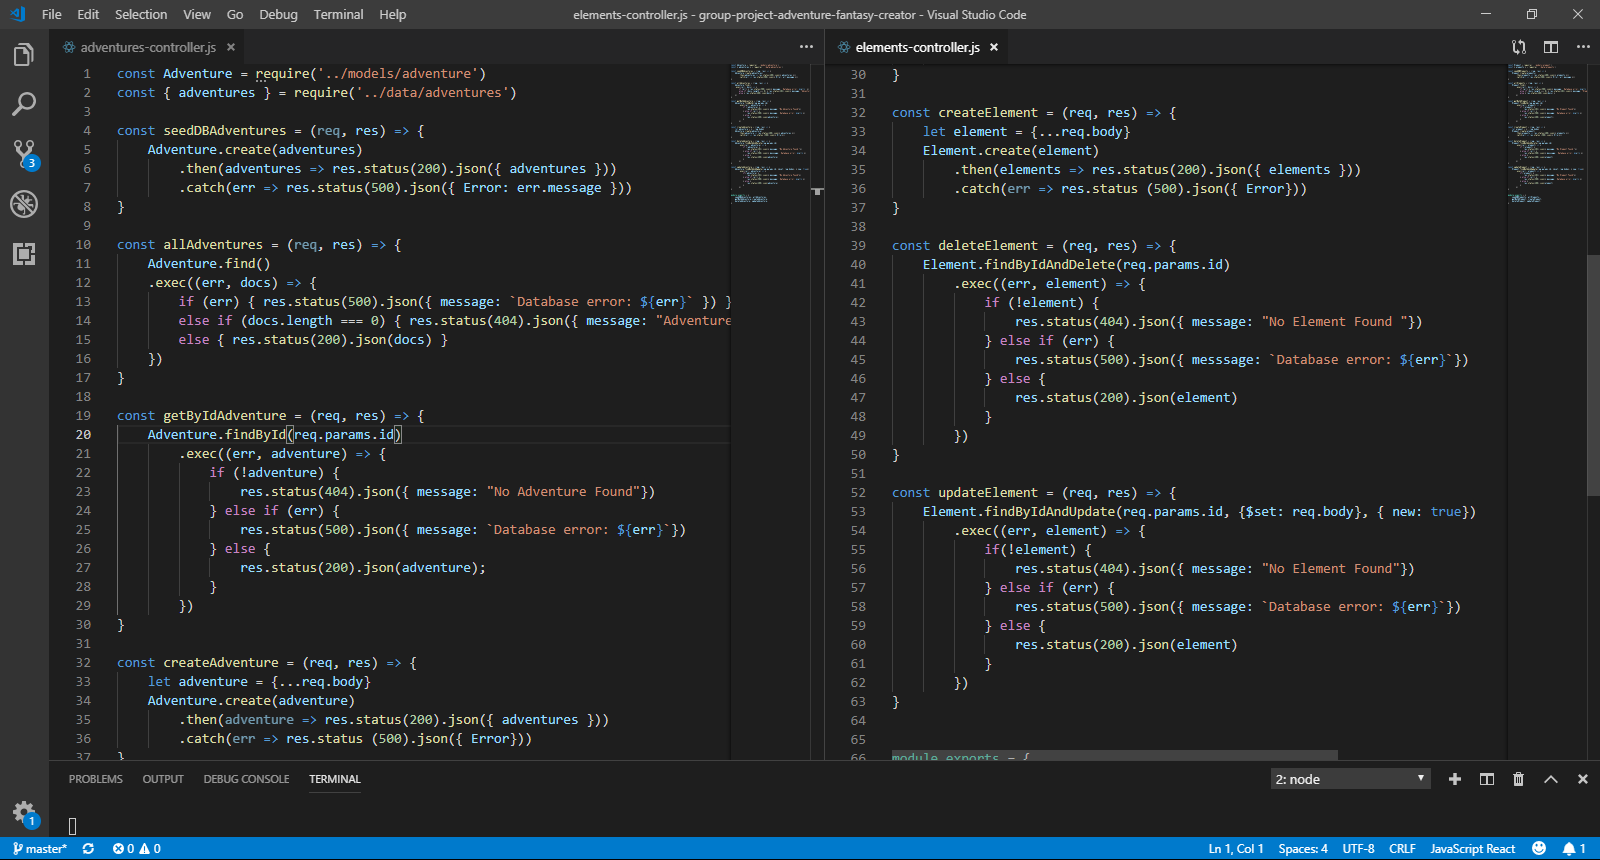 File Edit Selection View Go Debug Terminal Help
elements-controller.js - group-project-adventure-fantasy-creator - Visual Studio Code
adventures-controller.js
1 const Adventure = require('../models/adventure')
2 const { adventures } = require('../data/adventures')
3
4 const seedDBAdventures = (req, res) => {
5 Adventure.create(adventures)
6 .then(adventures => res.status(200).json({ adventures }))
7 .catch(err => res.status(500).json({ Error: err.message }))
8 }
9
10 const allAdventures = (req, res) => {
11 Adventure.find()
12 .exec((err, docs) => {
13 if (err) { res.status(500).json({ message: `Database error: ${err}` }) }
14 else if (docs.length === 0) { res.status(404).json({ message: "Adventure
15 else { res.status(200).json(docs) }
16 })
17 }
18
19 const getByIdAdventure = (req, res) => {
20 Adventure.findById(req.params.id)
21 .exec((err, adventure) => {
22 if (!adventure) {
23 res.status(404).json({ message: "No Adventure Found"})
24 } else if (err) {
25 res.status(500).json({ message: `Database error: ${err}`})
26 } else {
27 res.status(200).json(adventure);
28 }
29 })
30 }
31
32 const createAdventure = (req, res) => {
33 let adventure = {...req.body}
34 Adventure.create(adventure)
35 .then(adventure => res.status(200).json({ adventures }))
36 .catch(err => res.status (500).json({ Error}))
37 }
elements-controller.js
30 }
31
32 const createElement = (req, res) => {
33 let element = {...req.body}
34 Element.create(element)
35 .then(elements => res.status(200).json({ elements }))
36 .catch(err => res.status (500).json({ Error}))
37 }
38
39 const deleteElement = (req, res) => {
40 Element.findByIdAndDelete(req.params.id)
41 .exec((err, element) => {
42 if (!element) {
43 res.status(404).json({ message: "No Element Found "})
44 } else if (err) {
45 res.status(500).json({ messsage: `Database error: ${err}`})
46 } else {
47 res.status(200).json(element)
48 }
49 })
50 }
51
52 const updateElement = (req, res) => {
53 Element.findByIdAndUpdate(req.params.id, {$set: req.body}, { new: true})
54 .exec((err, element) => {
55 if(!element) {
56 res.status(404).json({ message: "No Element Found"})
57 } else if (err) {
58 res.status(500).json({ message: `Database error: ${err}`})
59 } else {
60 res.status(200).json(element)
61 }
62 })
63 }
64
65
66 module.exports = {
3
1
PROBLEMS OUTPUT DEBUG CONSOLE TERMINAL
2: node
master* 0 0
Ln 1, Col 1 Spaces: 4 UTF-8 CRLF JavaScript React 1